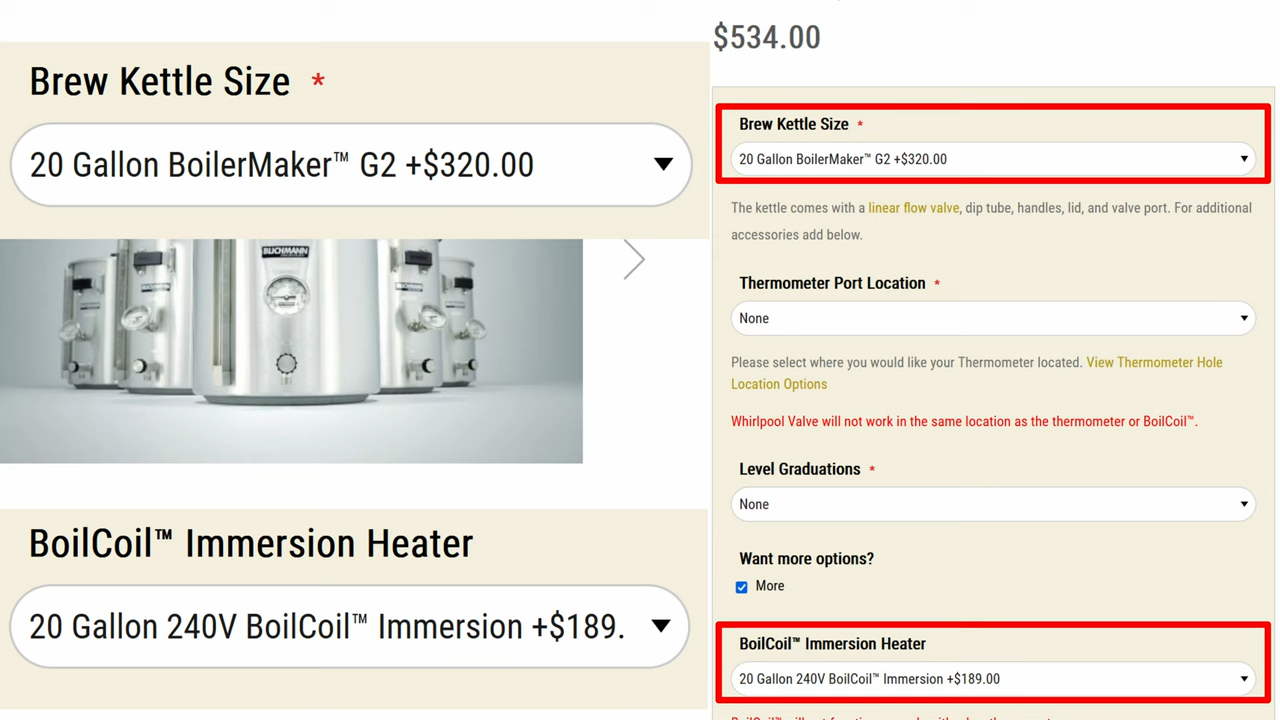 Brew Kettle Size *
20 Gallon BoilerMaker™ G2 +$320.00
BLICHMANN
BoilCoil™ Immersion Heater
20 Gallon 240V BoilCoil™ Immersion +$189.
$534.00
Brew Kettle Size *
20 Gallon BoilerMaker™ G2 +$320.00
The kettle comes with a linear flow valve, dip tube, handles, lid, and valve port. For additional
accessories add below.
Thermometer Port Location *
None
Please select where you would like your Thermometer located. View Thermometer Hole
Location Options
Whirlpool Valve will not work in the same location as the thermometer or BoilCoil™.
Level Graduations *
None
Want more options?
More
BoilCoil™ Immersion Heater
20 Gallon 240V BoilCoil™ Immersion +$189.00